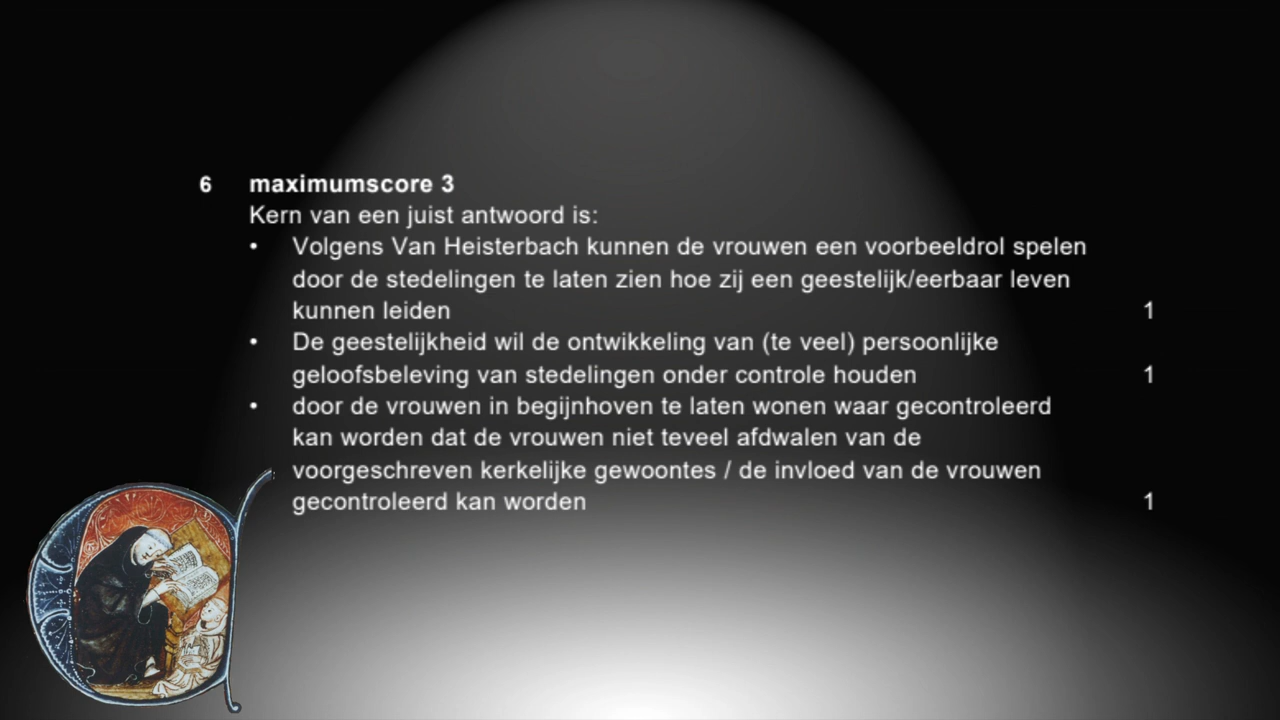 6 maximumscore 3
Kern van een juist antwoord is:
• Volgens Van Heisterbach kunnen de vrouwen een voorbeeldrol spelen
door de stedelingen te laten zien hoe zij een geestelijk/eerbaar leven
kunnen leiden 1
• De geestelijkheid wil de ontwikkeling van (te veel) persoonlijke
geloofsbeleving van stedelingen onder controle houden 1
• door de vrouwen in begijnhoven te laten wonen waar gecontroleerd
kan worden dat de vrouwen niet teveel afdwalen van de
voorgeschreven kerkelijke gewoontes / de invloed van de vrouwen
gecontroleerd kan worden 1